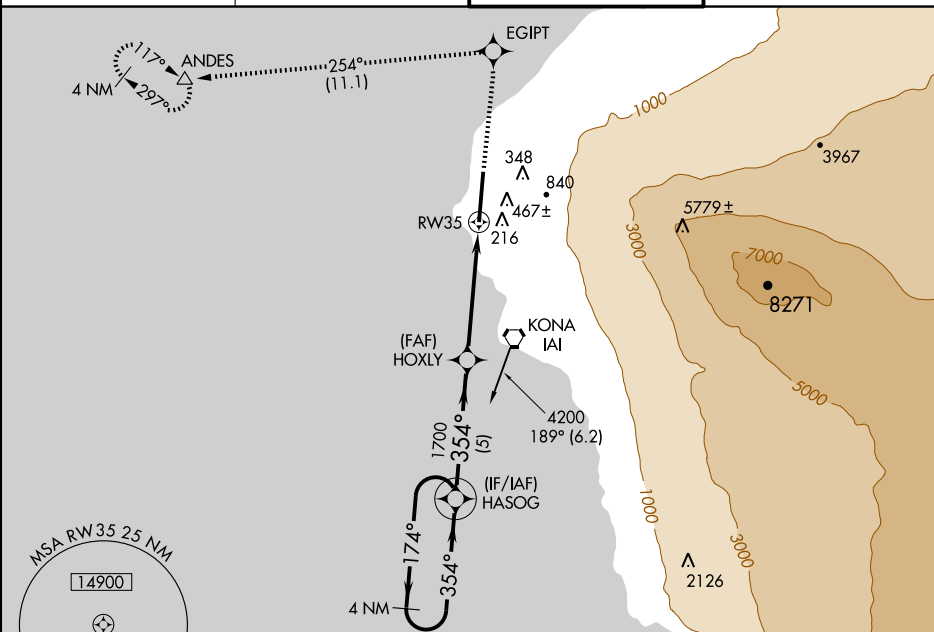 EGIPT
ANDES
117°
297°
4 NM
254°
(11.1)
1000
3967
348
840
467±
216
RW35
5779±
3000
7000
8271
KONA
IAI
(FAF)
HOXLY
5000
4200
189° (6.2)
1700
354°
(5)
(IF/IAF)
HASOG
174°
354°
4 NM
1000
3000
2126
MSA RW35 25 NM
14900